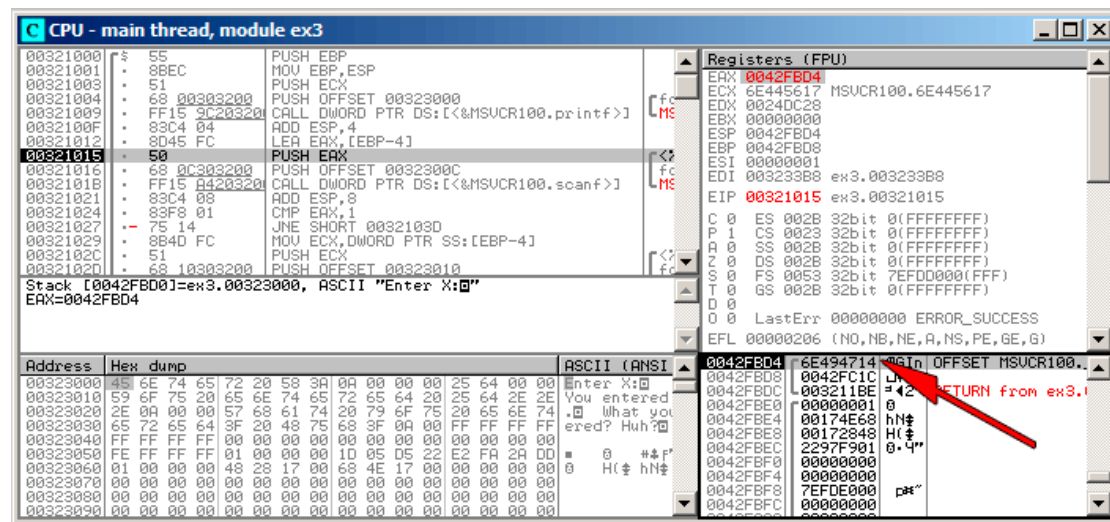 CPU - main thread, module ex3
00321000 $ 55 PUSH EBP
00321001 . 8BEC MOV EBP,ESP
00321003 . 51 PUSH ECX
00321004 . 68 00303200 PUSH OFFSET 00323000
00321009 . FF15 9C203200 CALL DWORD PTR DS:[<&MSVCR100.printf>]
0032100F . 83C4 04 ADD ESP,4
00321012 . 8D45 FC LEA EAX,[EBP-4]
00321015 . 50 PUSH EAX
00321016 . 68 0C303200 PUSH OFFSET 0032300C
0032101B . FF15 A4203200 CALL DWORD PTR DS:[<&MSVCR100.scanf>]
00321021 . 83C4 08 ADD ESP,8
00321024 . 83F8 01 CMP EAX,1
00321027 .- 75 14 JNE SHORT 0032103D
00321029 . 8B4D FC MOV ECX,DWORD PTR SS:[EBP-4]
0032102C . 51 PUSH ECX
0032102D . 68 10303200 PUSH OFFSET 00323010
Stack [0042FBD0]=ex3.00323000, ASCII "Enter X:"
EAX=0042FBD4
Registers (FPU)
EAX 0042FBD4
ECX 6E445617 MSVCR100.6E445617
EDX 0024DC28
EBX 00000000
ESP 0042FBD4
EBP 0042FBD8
ESI 00000001
EDI 003233B8 ex3.003233B8
EIP 00321015 ex3.00321015
C 0 ES 002B 32bit 0(FFFFFFFF)
P 1 CS 0023 32bit 0(FFFFFFFF)
A 0 SS 002B 32bit 0(FFFFFFFF)
Z 0 DS 002B 32bit 0(FFFFFFFF)
S 0 FS 0053 32bit 7EFDD000(FFF)
T 0 GS 002B 32bit 0(FFFFFFFF)
D 0
O 0 LastErr 00000000 ERROR_SUCCESS
EFL 00000206 (NO,NB,NE,A,NS,PE,GE,G)
Address Hex dump ASCII (ANSI
00323000 45 6E 74 65 72 20 58 3A 0A 00 00 00 25 64 00 00 Enter X:
00323010 59 6F 75 20 65 6E 74 65 72 65 64 20 25 64 2E 2E You entered
00323020 2E 0A 00 00 57 68 61 74 20 79 6F 75 20 65 6E 74 . What you
00323030 65 72 65 64 3F 20 48 75 68 3F 0A 00 FF FF FF FF ered? Huh?
00323040 FF FF FF FF 00 00 00 00 00 00 00 00 00 00 00 00
00323050 FE FF FF FF 01 00 00 00 1D 05 D5 22 E2 FA 2A DD
00323060 01 00 00 00 48 28 17 00 68 4E 17 00 00 00 00 00
00323070 00 00 00 00 00 00 00 00 00 00 00 00 00 00 00 00
00323080 00 00 00 00 00 00 00 00 00 00 00 00 00 00 00 00
00323090 00 00 00 00 00 00 00 00 00 00 00 00 00 00 00 00
0042FBD4 6E494714 OFFSET MSVCR100.
0042FBD8 0042FC1C
0042FBDC 003211BE RETURN from ex3.
0042FBE0 00000001
0042FBE4 00174E68
0042FBE8 00172848
0042FBEC 2297F901
0042FBF0 00000000
0042FBF4 00000000
0042FBF8 7EFDE000
0042FBFC 00000000